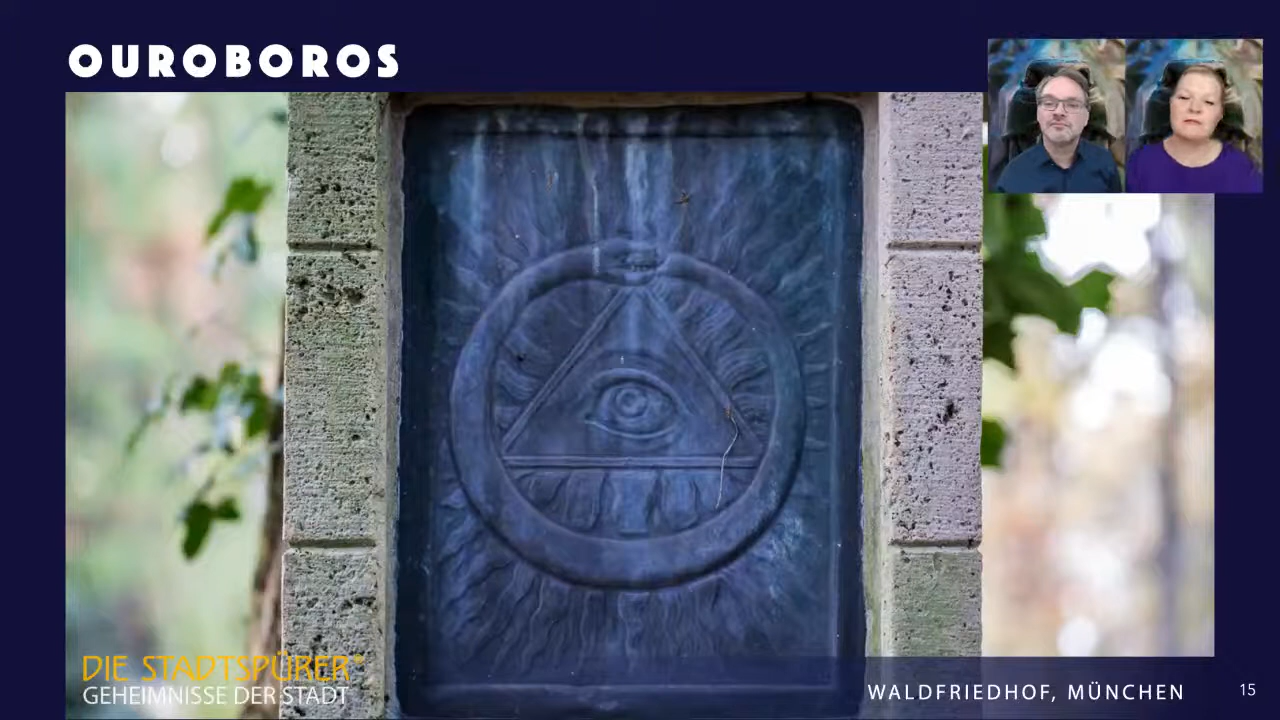 OUROBOROS
DIE STADTSPÜRER®
GEHEIMNISSE DER STADT
WALDFRIEDHOF, MÜNCHEN
15